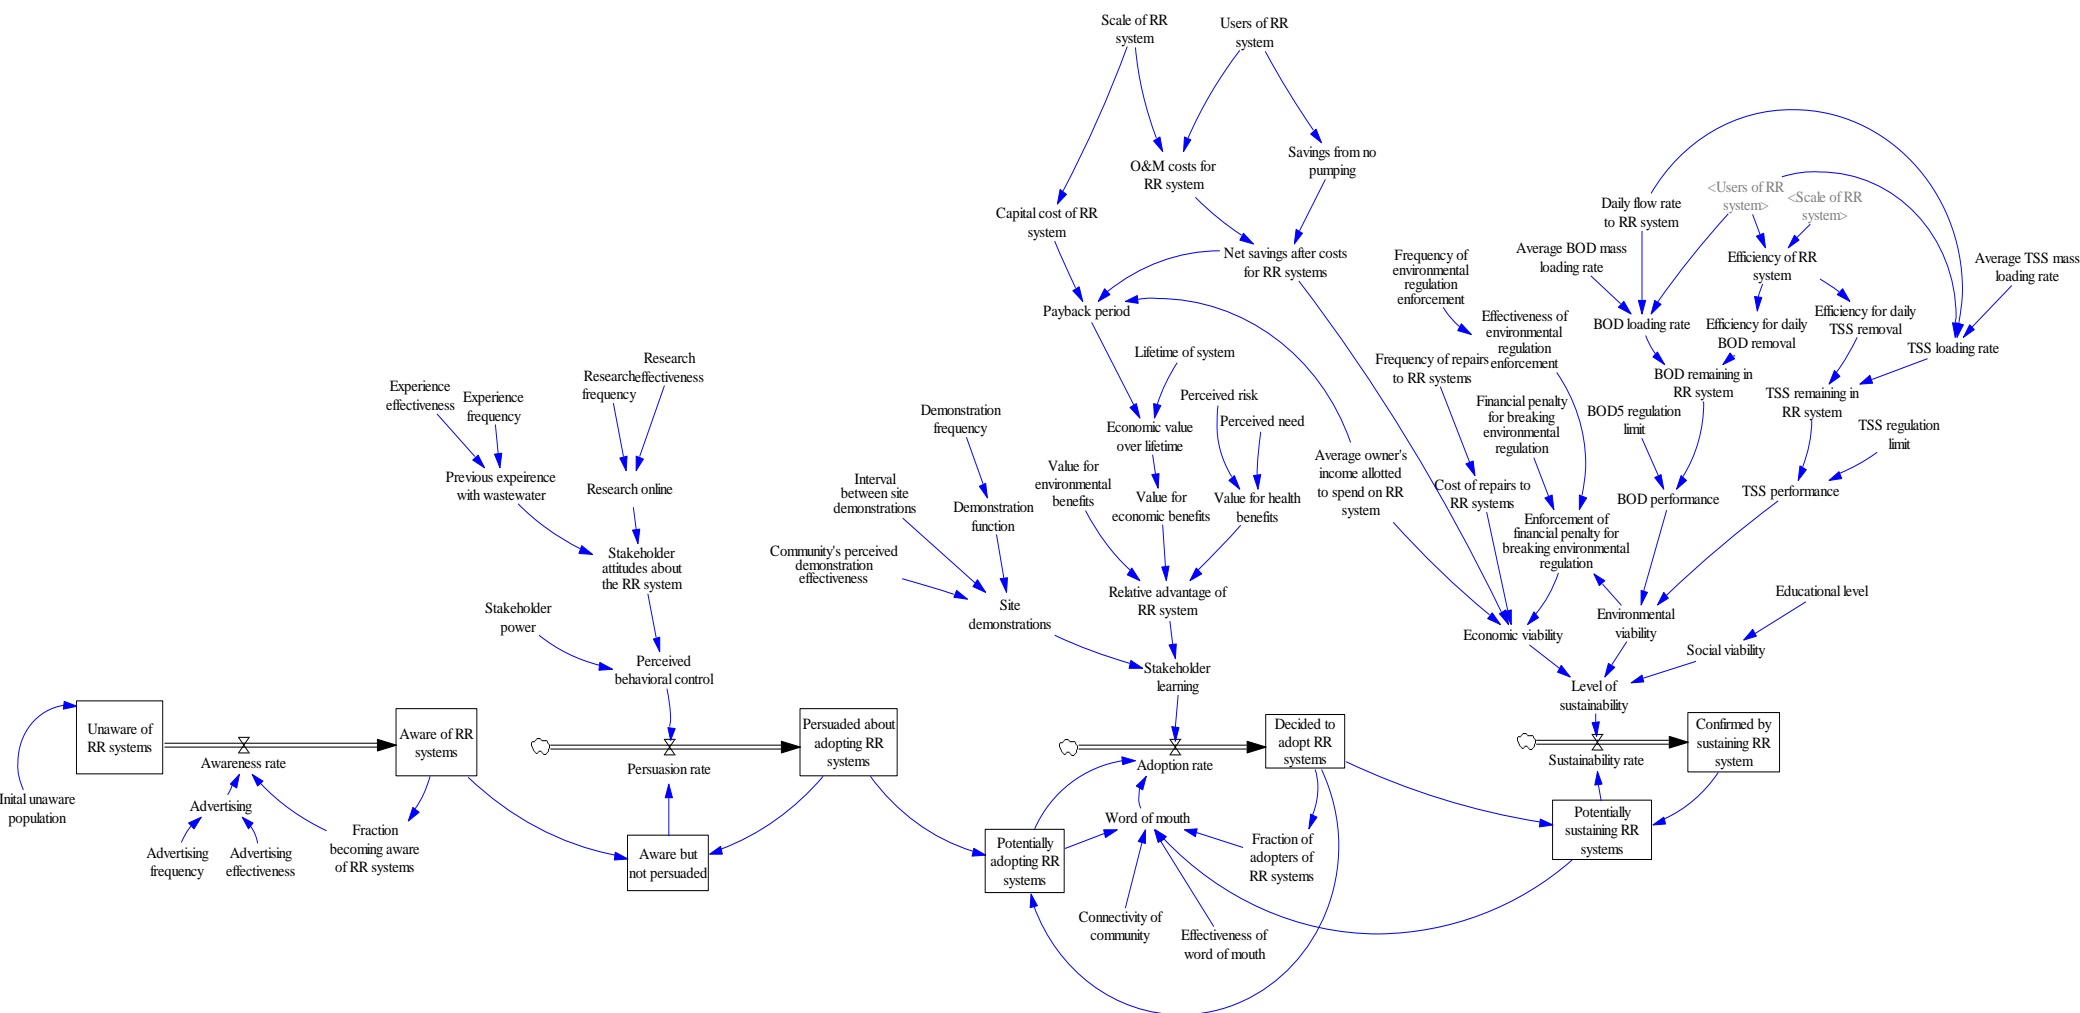 Scale of RR
system
Users of RR
system
O&M costs for
RR system
Savings from no
pumping
Capital cost of RR
system
Net savings after costs
for RR systems
Payback period
Lifetime of system
Perceived risk
Perceived need
Economic value
over lifetime
Value for
environmental
benefits
Value for
economic benefits
Value for health
benefits
Average owner's
income allotted
to spend on RR
system
Relative advantage of
RR system
Stakeholder
learning
Demonstration
frequency
Interval
between site
demonstrations
Demonstration
function
Community's perceived
demonstration
effectiveness
Site
demonstrations
Experience
effectiveness
Experience
frequency
Research
frequency
Research
effectiveness
Previous expeirence
with wastewater
Research online
Stakeholder
attitudes about
the RR system
Stakeholder
power
Perceived
behavioral control
Frequency of
environmental
regulation
enforcement
Effectiveness of
environmental
regulation
enforcement
Frequency of repairs
to RR systems
Financial penalty
for breaking
environmental
regulation
Cost of repairs to
RR systems
Enforcement of
financial penalty for
breaking environmental
regulation
Economic viability
Environmental
viability
Educational level
Social viability
Level of
sustainability
Daily flow rate
to RR system
<Users of RR
system>
<Scale of RR
system>
Average BOD mass
loading rate
Efficiency of RR
system
Average TSS mass
loading rate
BOD loading rate
Efficiency for daily
BOD removal
Efficiency for daily
TSS removal
TSS loading rate
BOD remaining in
RR system
TSS remaining in
RR system
BOD5 regulation
limit
TSS regulation
limit
BOD performance
TSS performance
Unaware of
RR systems
Awareness rate
Aware of RR
systems
Inital unaware
population
Advertising
Advertising
frequency
Advertising
effectiveness
Fraction
becoming aware
of RR systems
Persuasion rate
Persuaded about
adopting RR
systems
Aware but
not persuaded
Adoption rate
Decided to
adopt RR
systems
Potentially
adopting RR
systems
Word of mouth
Fraction of
adopters of
RR systems
Connectivity of
community
Effectiveness of
word of mouth
Sustainability rate
Confirmed by
sustaining RR
system
Potentially
sustaining RR
systems